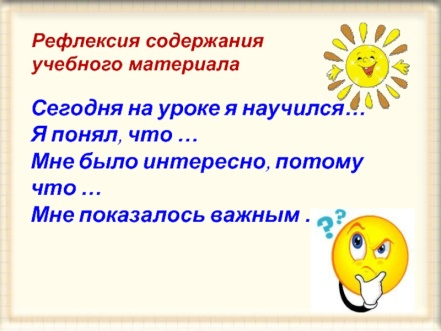 Рефлексия содержания
учебного материала
Сегодня на уроке я научился…
Я понял, что …
Мне было интересно, потому
что …
Мне показалось важным .
??